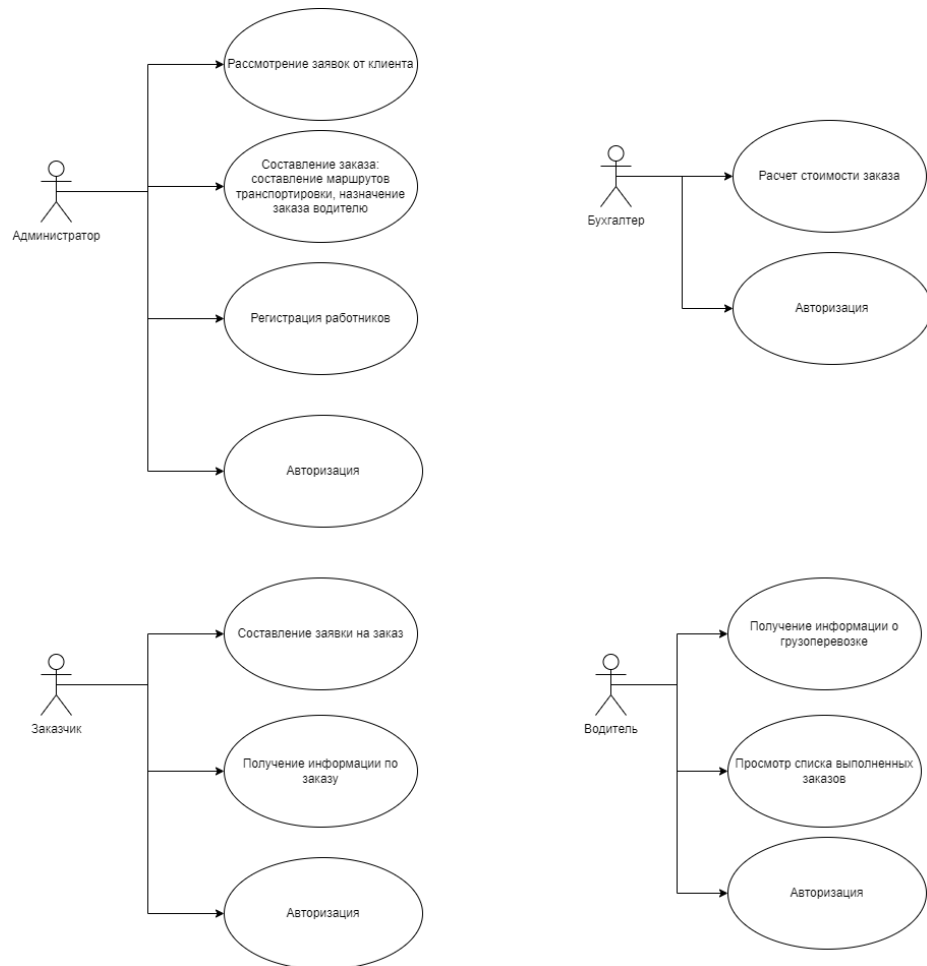 Рассмотрение заявок от клиента
Составление заказа:
составление маршрутов
транспортировки, назначение
заказа водителю
Администратор
Регистрация работников
Авторизация
Расчет стоимости заказа
Бухгалтер
Авторизация
Составление заявки на заказ
Заказчик
Получение информации по
заказу
Авторизация
Получение информации о
грузоперевозке
Водитель
Просмотр списка выполненных
заказов
Авторизация